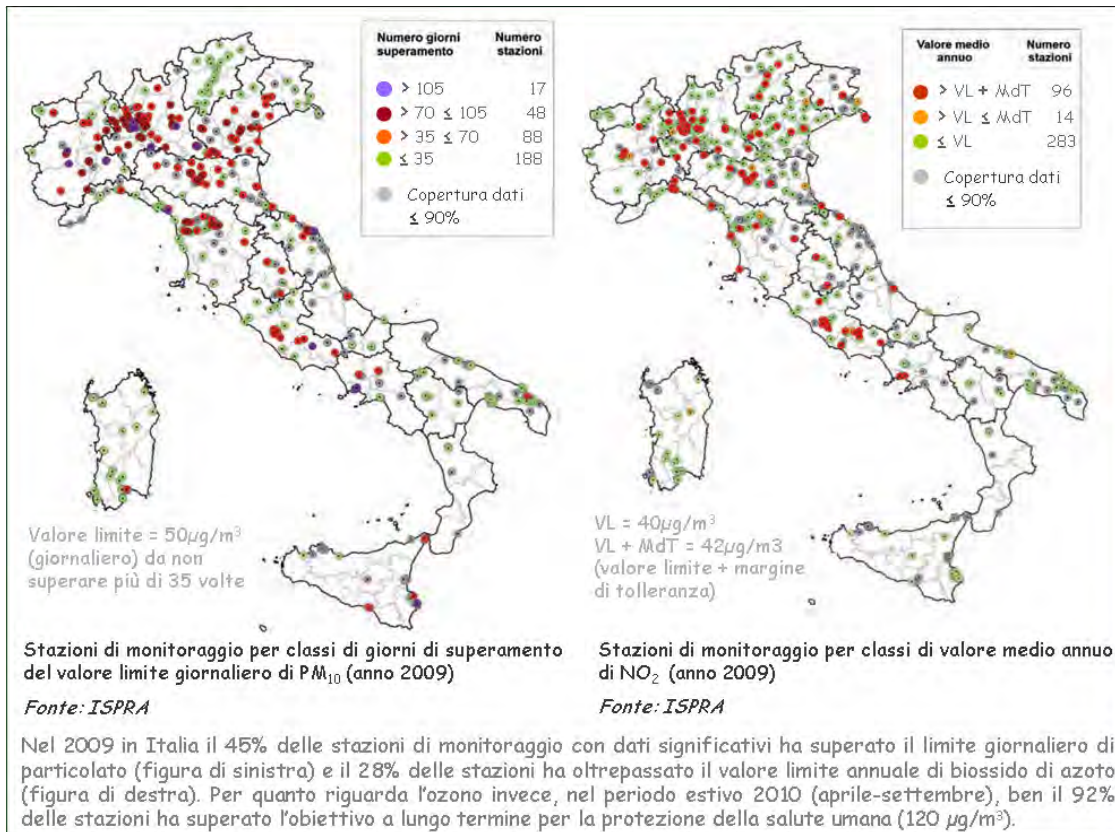 Numero giorni superamento Numero stazioni
> 105 17
> 70 ≤ 105 48
> 35 ≤ 70 88
≤ 35 188
Copertura dati
≤ 90%
Valore limite = 50µg/m³
(giornaliero) da non
superare più di 35 volte
Stazioni di monitoraggio per classi di giorni di superamento
del valore limite giornaliero di PM₁₀ (anno 2009)
Fonte: ISPRA
Valore medio annuo Numero stazioni
> VL + MdT 96
> VL ≤ MdT 14
≤ VL 283
Copertura dati
≤ 90%
VL = 40µg/m³
VL + MdT = 42µg/m3
(valore limite + margine
di tolleranza)
Stazioni di monitoraggio per classi di valore medio annuo
di NO₂ (anno 2009)
Fonte: ISPRA
Nel 2009 in Italia il 45% delle stazioni di monitoraggio con dati significativi ha superato il limite giornaliero di
particolato (figura di sinistra) e il 28% delle stazioni ha oltrepassato il valore limite annuale di biossido di azoto
(figura di destra). Per quanto riguarda l'ozono invece, nel periodo estivo 2010 (aprile-settembre), ben il 92%
delle stazioni ha superato l'obiettivo a lungo termine per la protezione della salute umana (120 µg/m³).